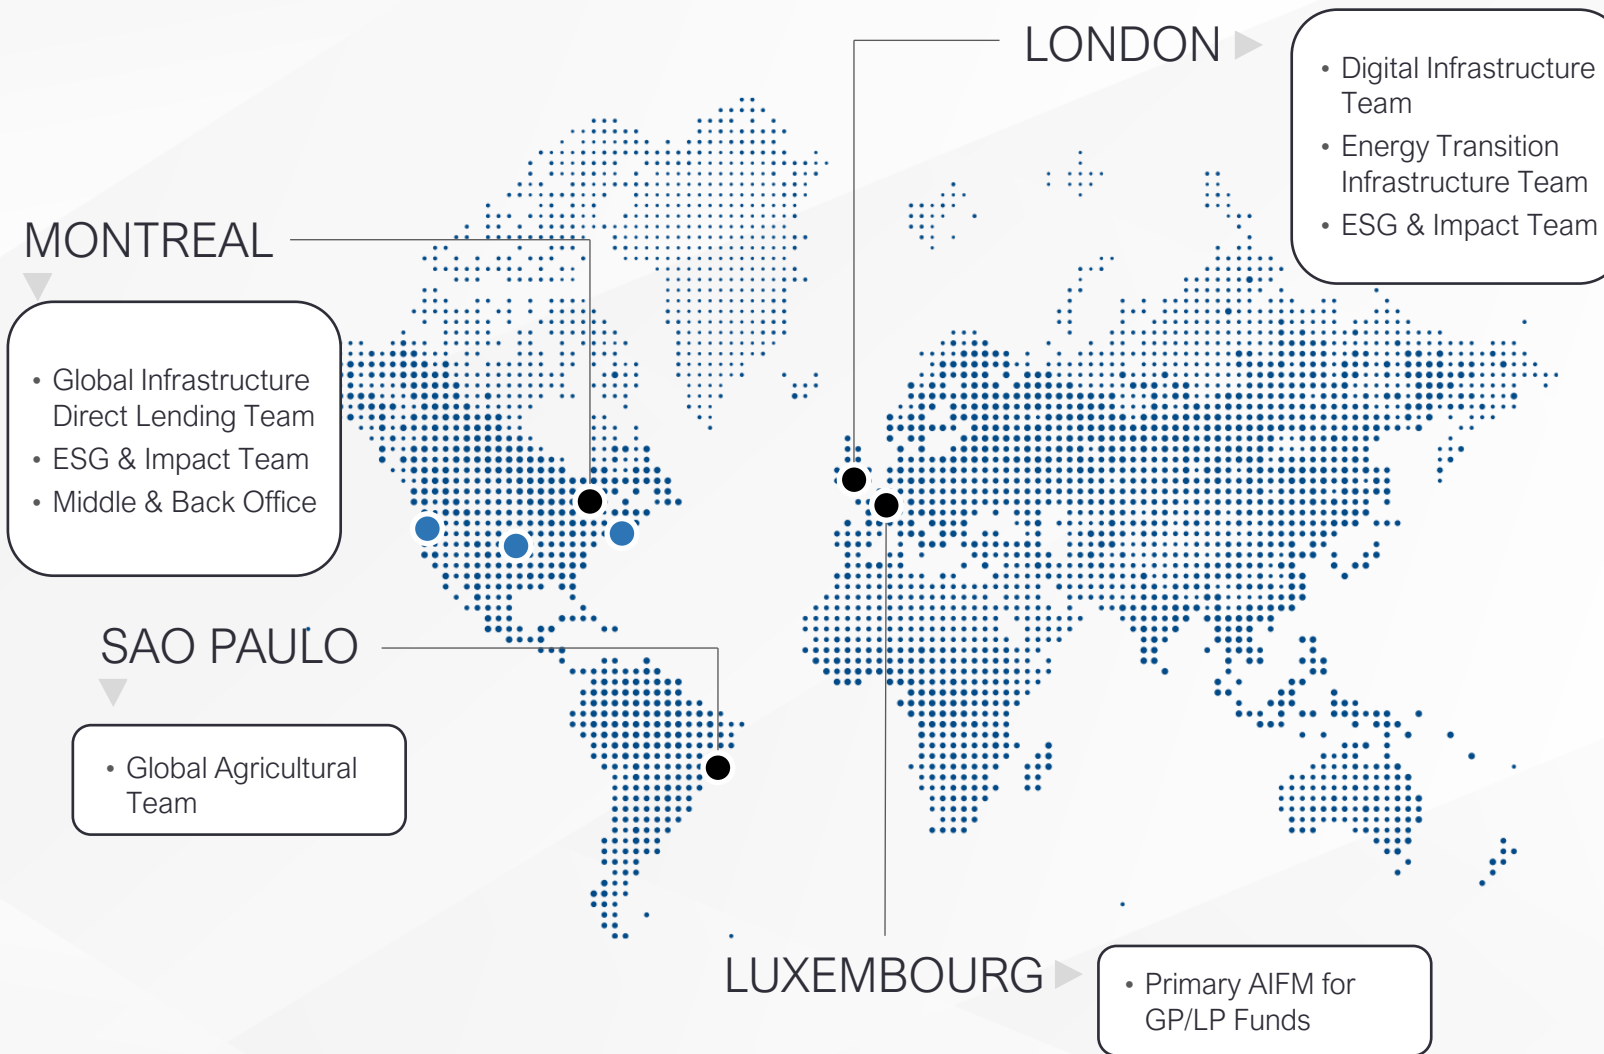 LONDON
• Digital Infrastructure
Team
• Energy Transition
Infrastructure Team
• ESG & Impact Team
MONTREAL
• Global Infrastructure
Direct Lending Team
• ESG & Impact Team
• Middle & Back Office
SAO PAULO
• Global Agricultural
Team
LUXEMBOURG
• Primary AIFM for
GP/LP Funds